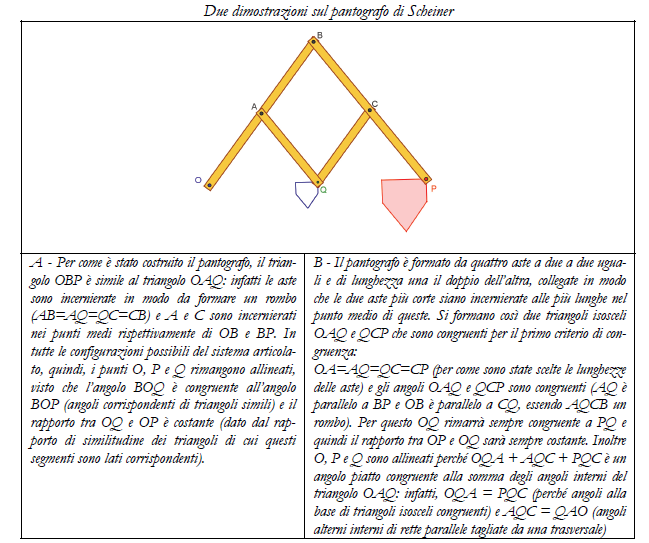 Due dimostrazioni sul pantografo di Scheiner
B
A
C
O
Q
P
A - Per come è stato costruito il pantografo, il trian-
golo OBP è simile al triangolo OAQ: infatti le aste
sono incernierate in modo da formare un rombo
(AB=AQ=QC=CB) e A e C sono incernierati
nei punti medi rispettivamente di OB e BP. In
tutte le configurazioni possibili del sistema articola-
to, quindi, i punti O, P e Q rimangono allineati,
visto che l'angolo BOQ è congruente all'angolo
BOP (angoli corrispondenti di triangoli simili) e il
rapporto tra OQ e OP è costante (dato dal rap-
porto di similitudine dei triangoli di cui questi
segmenti sono lati corrispondenti).
B - Il pantografo è formato da quattro aste a due a due ugua-
li e di lunghezza una il doppio dell'altra, collegate in modo
che le due aste più corte siano incernierate alle più lunghe nel
punto medio di queste. Si formano così due triangoli isosceli
OAQ e QCP che sono congruenti per il primo criterio di con-
gruenza:
OA=AQ=QC=CP (per come sono state scelte le lunghezze
delle aste) e gli angoli OAQ e QCP sono congruenti (AQ è
parallelo a BP e OB è parallelo a CQ, essendo AQCB un
rombo). Per questo OQ rimarrà sempre congruente a PQ e
quindi il rapporto tra OP e OQ sarà sempre costante. Inoltre
O, P e Q sono allineati perché OQA + AQC + PQC è un
angolo piatto congruente alla somma degli angoli interni del
triangolo OAQ: infatti, OQA = PQC (perché angoli alla
base di triangoli isosceli congruenti) e AQC = QAO (angoli
alterni interni di rette parallele tagliate da una trasversale)